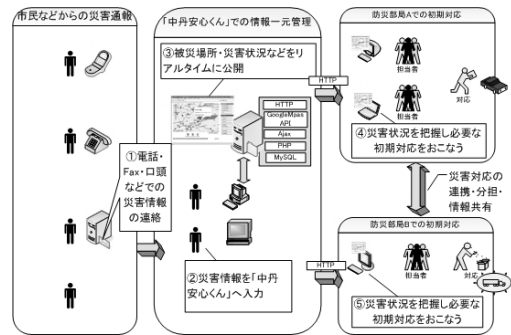 市民などからの災害通報
①電話・
Fax・口頭
などでの
災害情報
の連絡
「中丹安心くん」での情報一元管理
③被災場所・災害状況などをリ
アルタイムに公開
HTTP
GoogleMpas
API
Ajax
PHP
MySQL
②災害情報を「中丹
安心くん」へ入力
HTTP
HTTP
防災部局Aでの初期対応
担当者
担当者
対応
④災害状況を把握し必要な
初期対応をおこなう
災害対応の
連携・分担・
情報共有
防災部局Bでの初期対応
担当者
対応
⑤災害状況を把握し必要な
初期対応をおこなう